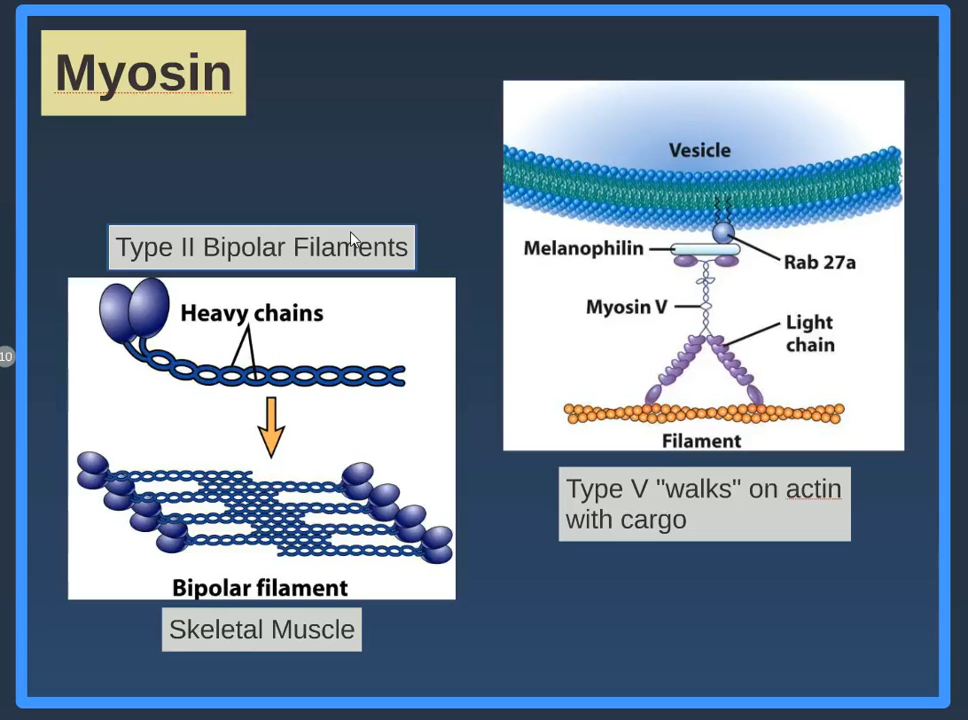 Myosin
Type II Bipolar Filaments
Heavy chains
Bipolar filament
Skeletal Muscle
Vesicle
Melanophilin
Rab 27a
Myosin V
Light
chain
Filament
Type V "walks" on actin
with cargo
10